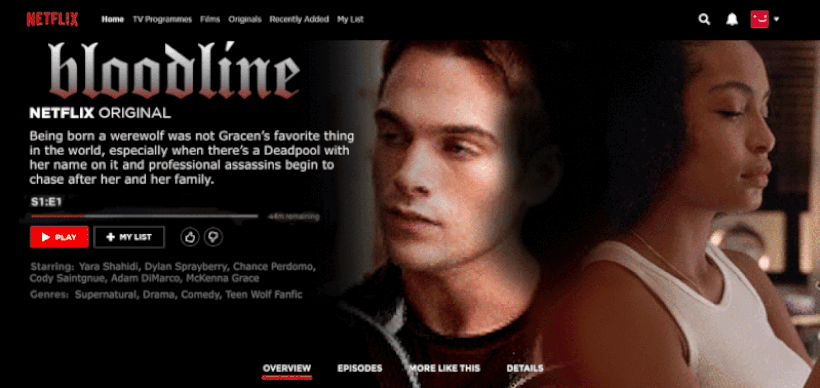 NETFLIX Home TV Programmes Films Originals Recently Added My List
bloodline
NETFLIX ORIGINAL
Being born a werewolf was not Gracen's favorite thing
in the world, especially when there's a Deadpool with
her name on it and professional assassins begin to
chase after her and her family.
S1:E1
remaining
PLAY + MY LIST
Starring: Yara Shahidi, Dylan Sprayberry, Chance Perdomo,
Cody Saintgnue, Adam DiMarco, McKenna Grace
Genres: Supernatural, Drama, Comedy, Teen Wolf Fanfic
OVERVIEW EPISODES MORE LIKE THIS DETAILS